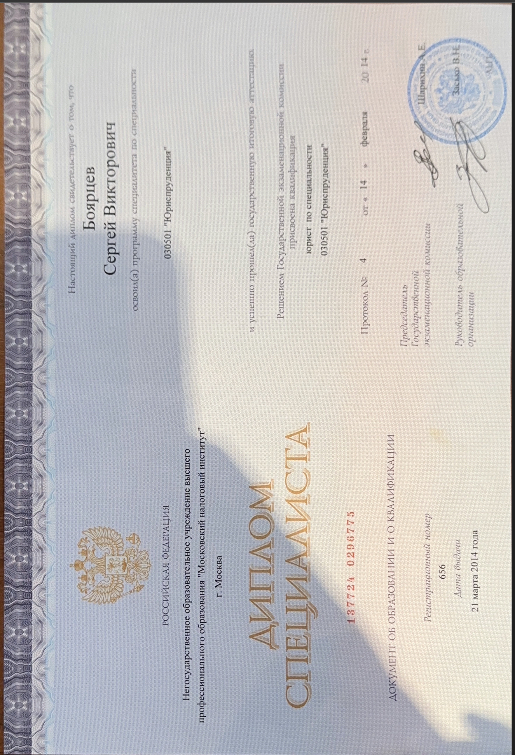 РОССИЙСКАЯ ФЕДЕРАЦИЯ
Негосударственное образовательное учреждение высшего
профессионального образования "Московский налоговый институт"
г. Москва
ДИПЛОМ
СПЕЦИАЛИСТА
137724 0296775
ДОКУМЕНТ ОБ ОБРАЗОВАНИИ И О КВАЛИФИКАЦИИ
Регистрационный номер
656
Дата выдачи
21 марта 2014 года
Настоящий диплом свидетельствует о том, что
Боярцев
Сергей Викторович
освоил(а) программу специалитета по специальности
030501 "Юриспруденция"
и успешно прошел(ла) государственную итоговую аттестацию
Решением Государственной экзаменационной комиссии
присвоена квалификация
юрист по специальности
030501 "Юриспруденция"
Протокол № 4 от « 14 » февраля 20 14 г.
Председатель
Государственной
экзаменационной комиссии
Руководитель образовательной
организации
М.П.